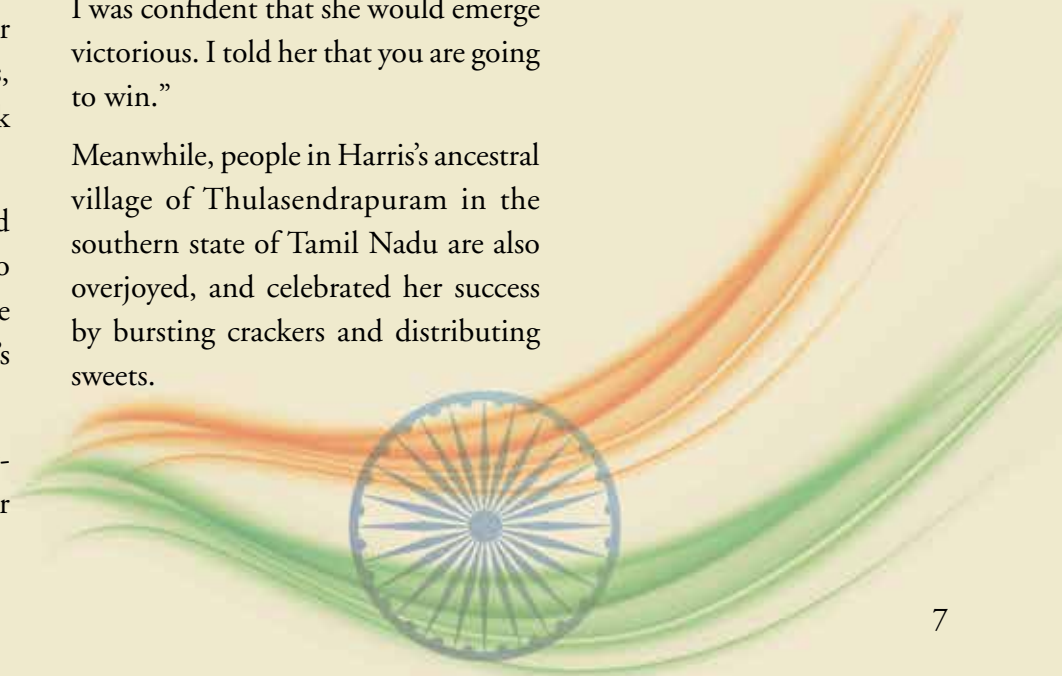 r
s,
k
d
o
e
's
-
r
I was confident that she would emerge
victorious. I told her that you are going
to win.”
Meanwhile, people in Harris’s ancestral
village of Thulasendrapuram in the
southern state of Tamil Nadu are also
overjoyed, and celebrated her success
by bursting crackers and distributing
sweets.
7